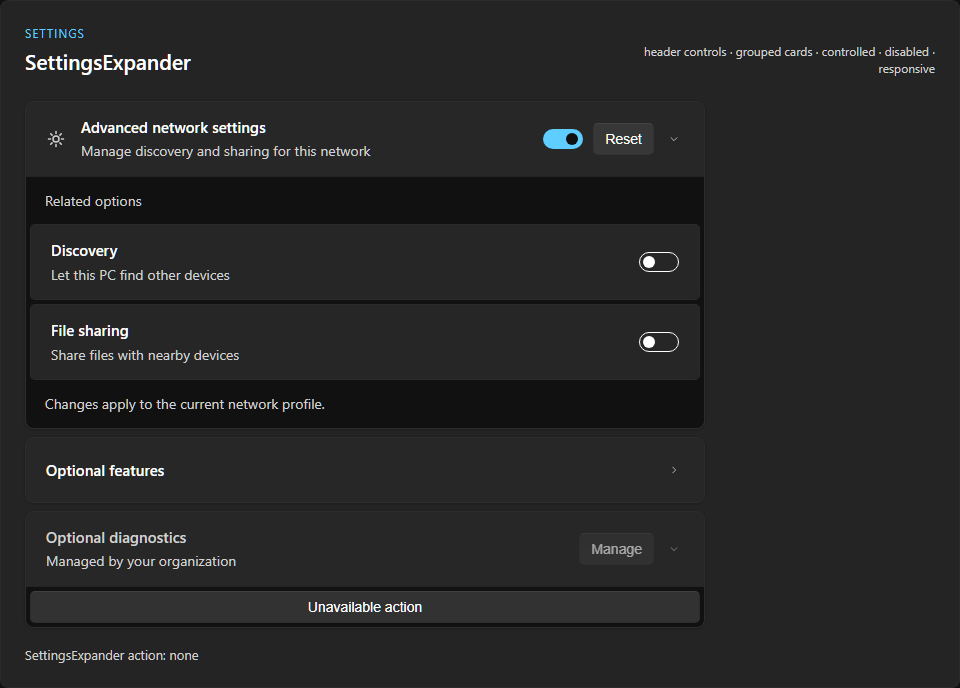 SETTINGS
SettingsExpander
header controls · grouped cards · controlled · disabled ·
responsive
Advanced network settings
Manage discovery and sharing for this network
Reset
Related options
Discovery
Let this PC find other devices
File sharing
Share files with nearby devices
Changes apply to the current network profile.
Optional features
Optional diagnostics
Managed by your organization
Manage
Unavailable action
SettingsExpander action: none